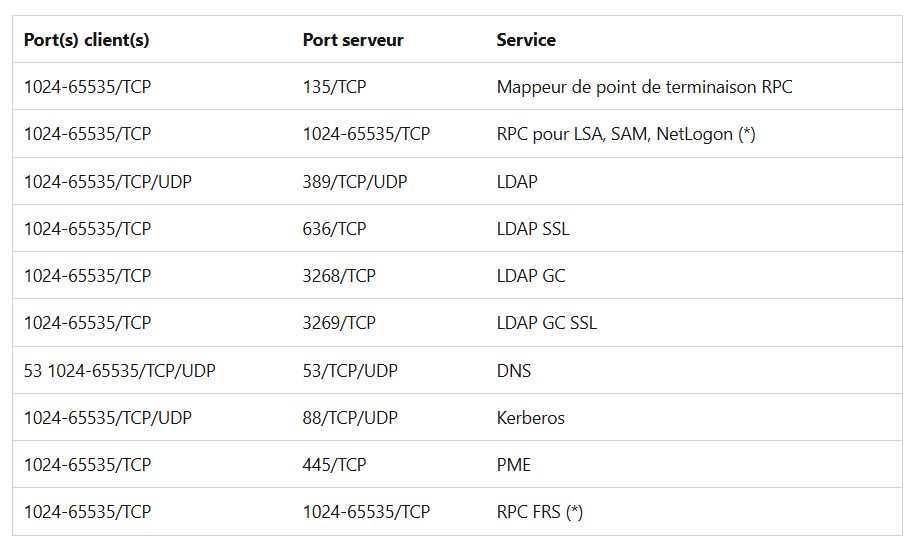 Port(s) client(s) Port serveur Service
1024-65535/TCP 135/TCP Mappeur de point de terminaison RPC
1024-65535/TCP 1024-65535/TCP RPC pour LSA, SAM, NetLogon (*)
1024-65535/TCP/UDP 389/TCP/UDP LDAP
1024-65535/TCP 636/TCP LDAP SSL
1024-65535/TCP 3268/TCP LDAP GC
1024-65535/TCP 3269/TCP LDAP GC SSL
53 1024-65535/TCP/UDP 53/TCP/UDP DNS
1024-65535/TCP/UDP 88/TCP/UDP Kerberos
1024-65535/TCP 445/TCP PME
1024-65535/TCP 1024-65535/TCP RPC FRS (*)